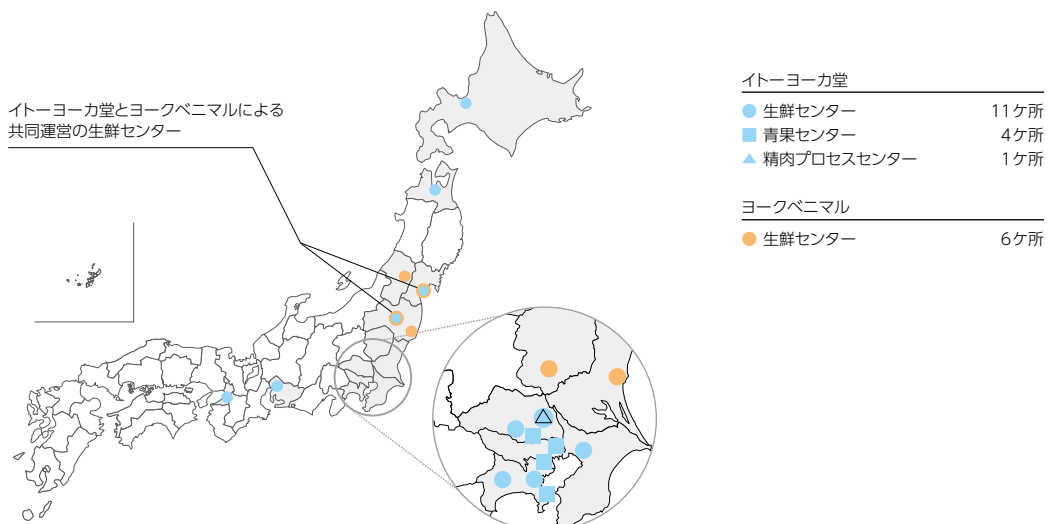 イトーヨーカ堂とヨークベニマルによる
共同運営の生鮮センター
イトーヨーカ堂
生鮮センター 11ケ所
青果センター 4ケ所
精肉プロセスセンター 1ケ所
ヨークベニマル
生鮮センター 6ケ所